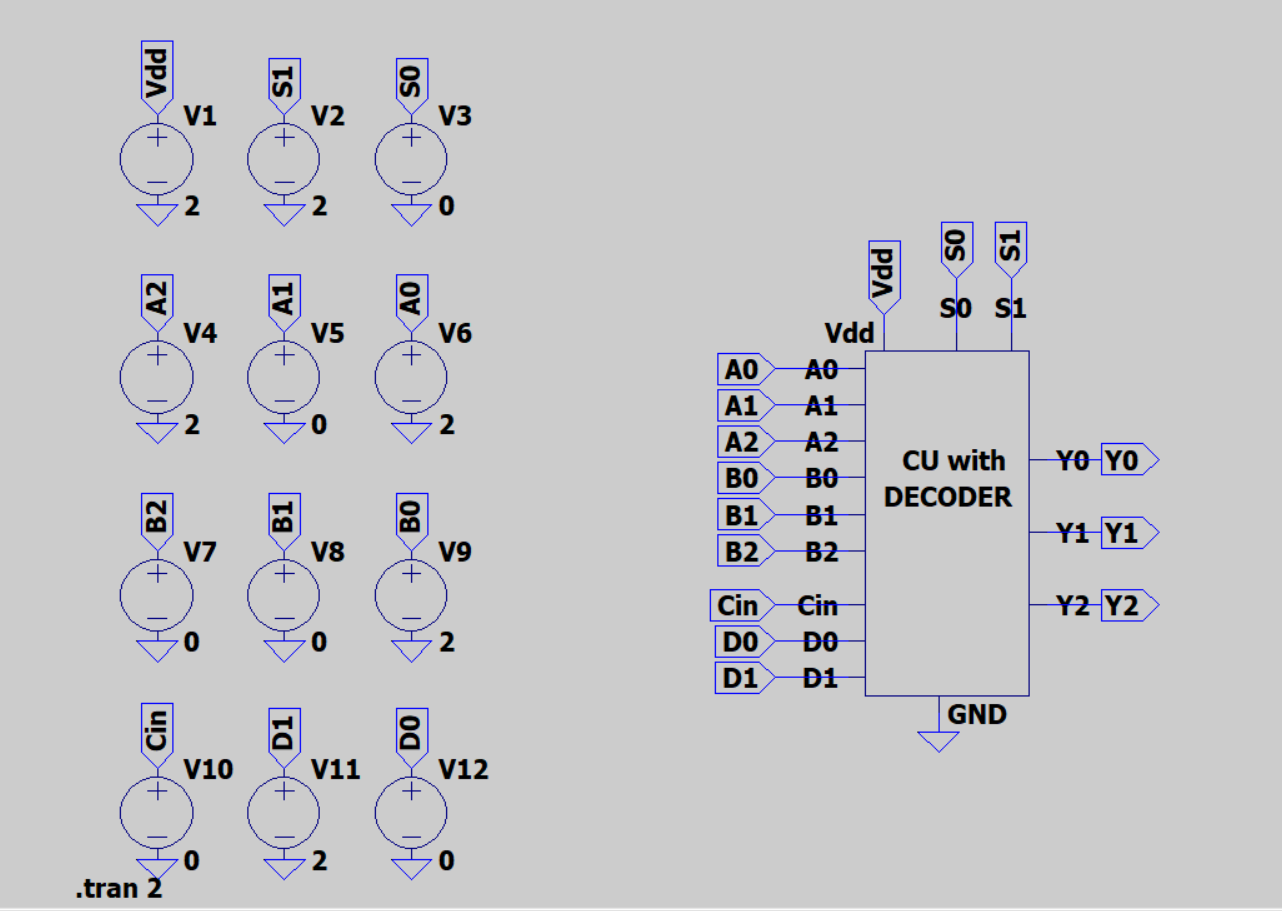 Vdd S1 S0
V1 V2 V3
2 2 0
A2 A1 A0
V4 V5 V6
2 0 2
B2 B1 B0
V7 V8 V9
0 0 2
Cin D1 D0
V10 V11 V12
0 2 0
.tran 2
Vdd S0 S1
S0 S1
Vdd
A0 A0
A1 A1
A2 A2
B0 B0
B1 B1
B2 B2
Cin Cin
D0 D0
D1 D1
CU with
DECODER
Y0 Y0
Y1 Y1
Y2 Y2
GND